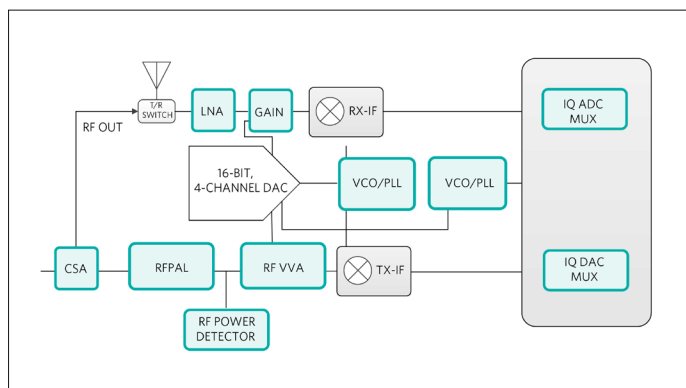 T/R
SWITCH
LNA
GAIN
RX-IF
IQ ADC
MUX
RF OUT
16-BIT,
4-CHANNEL DAC
VCO/PLL
VCO/PLL
CSA
RFPAL
RF VVA
TX-IF
IQ DAC
MUX
RF POWER
DETECTOR